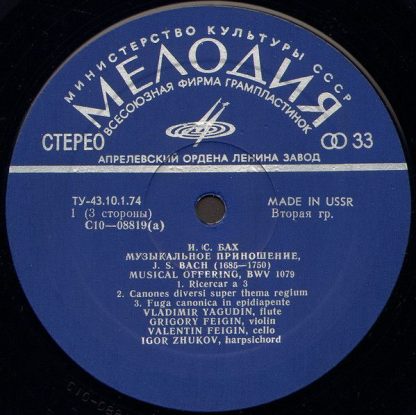 МИНИСТЕРСТВО КУЛЬТУРЫ СССР
МЕЛОДИЯ
ВСЕСОЮЗНАЯ ФИРМА ГРАМПЛАСТИНОК
СТЕРЕО
33
АПРЕЛЕВСКИЙ ОРДЕНА ЛЕНИНА ЗАВОД
ТУ-43.10.1.74
MADE IN USSR
I (3 стороны)
Вторая гр.
С10—08819(а)
И. С. БАХ
МУЗЫКАЛЬНОЕ ПРИНОШЕНИЕ,
J. S. BACH (1685—1750)
MUSICAL OFFERING, BWV 1079
1. Ricercar a 3
2. Canones diversi super thema regium
3. Fuga canonica in epidiapente
VLADIMIR YAGUDIN, flute
GRIGORY FEIGIN, violin
VALENTIN FEIGIN, cello
IGOR ZHUKOV, harpsichord